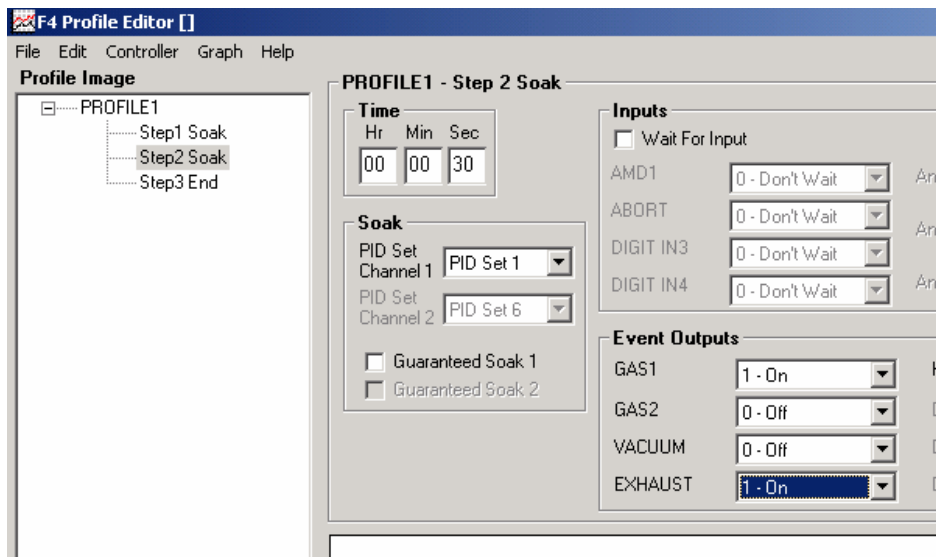 F4 Profile Editor []
File Edit Controller Graph Help
Profile Image
PROFILE1
Step1 Soak
Step2 Soak
Step3 End
PROFILE1 - Step 2 Soak
Time
Hr Min Sec
00 00 30
Soak
PID Set Channel 1 PID Set 1
PID Set Channel 2 PID Set 6
Guaranteed Soak 1
Guaranteed Soak 2
Inputs
Wait For Input
AMD1 0 - Don't Wait
ABORT 0 - Don't Wait
DIGIT IN3 0 - Don't Wait
DIGIT IN4 0 - Don't Wait
Event Outputs
GAS1 1 - On
GAS2 0 - Off
VACUUM 0 - Off
EXHAUST 1 - On